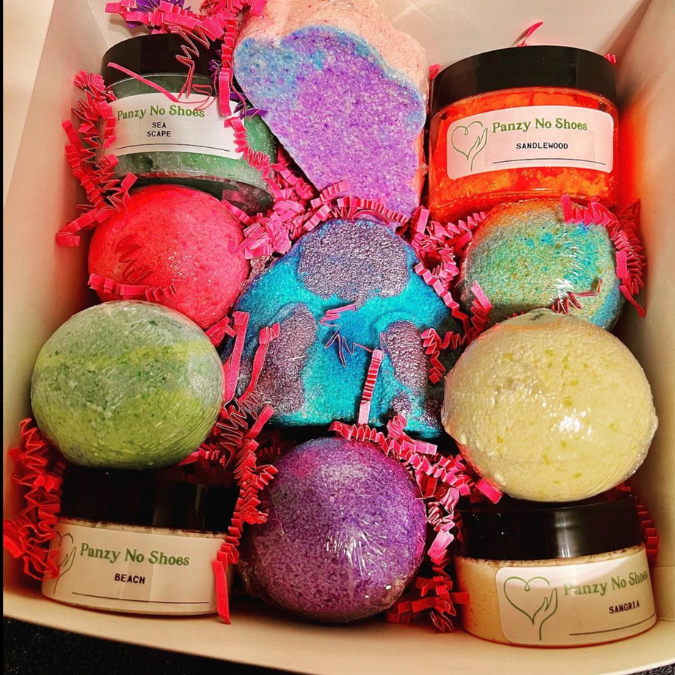 Panzy No Shoes
SEA
SCAPE
Panzy No Shoes
SANDLEWOOD
Panzy No Shoes
BEACH
Panzy No Shoes
SANGRIA